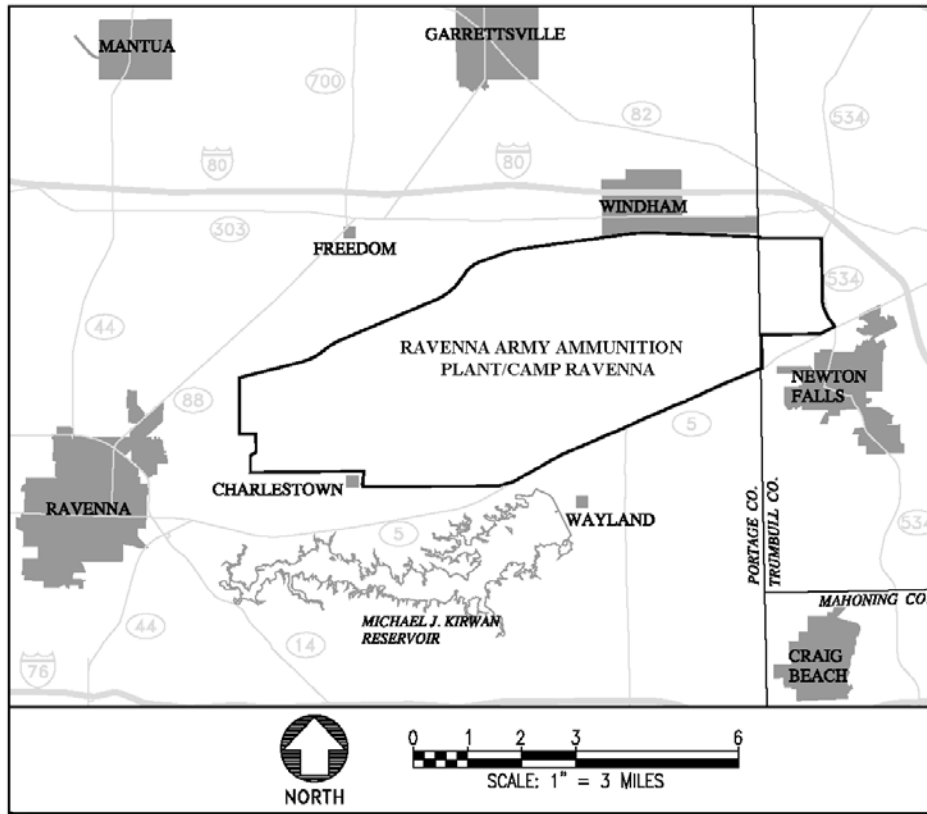 MANTUA
GARRETTSVILLE
700
82
534
80
80
WINDHAM
303
FREEDOM
534
44
RAVENNA ARMY AMMUNITION
PLANT/CAMP RAVENNA
NEWTON
FALLS
88
5
CHARLESTOWN
RAVENNA
WAYLAND
5
534
PORTAGE CO.
TRUMBULL CO.
MAHONING CO.
MICHAEL J. KIRWAN
RESERVOIR
44
14
76
CRAIG
BEACH
0 1 2 3 6
SCALE: 1" = 3 MILES
NORTH